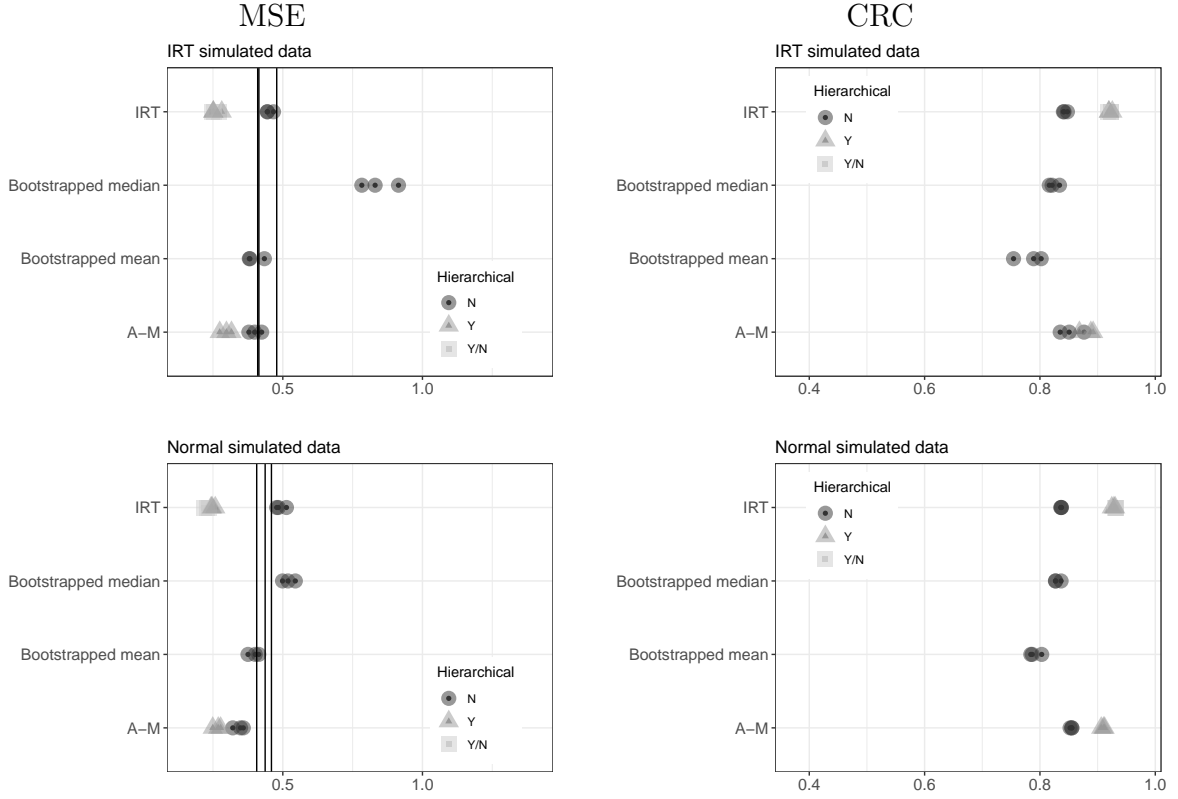 MSE
IRT simulated data
IRT
Bootstrapped median
Bootstrapped mean
A−M
Hierarchical
N
Y
Y/N
0.5
1.0
CRC
IRT simulated data
Hierarchical
N
Y
Y/N
IRT
Bootstrapped median
Bootstrapped mean
A−M
0.4
0.6
0.8
1.0
Normal simulated data
IRT
Bootstrapped median
Bootstrapped mean
A−M
Hierarchical
N
Y
Y/N
0.5
1.0
Normal simulated data
Hierarchical
N
Y
Y/N
IRT
Bootstrapped median
Bootstrapped mean
A−M
0.4
0.6
0.8
1.0